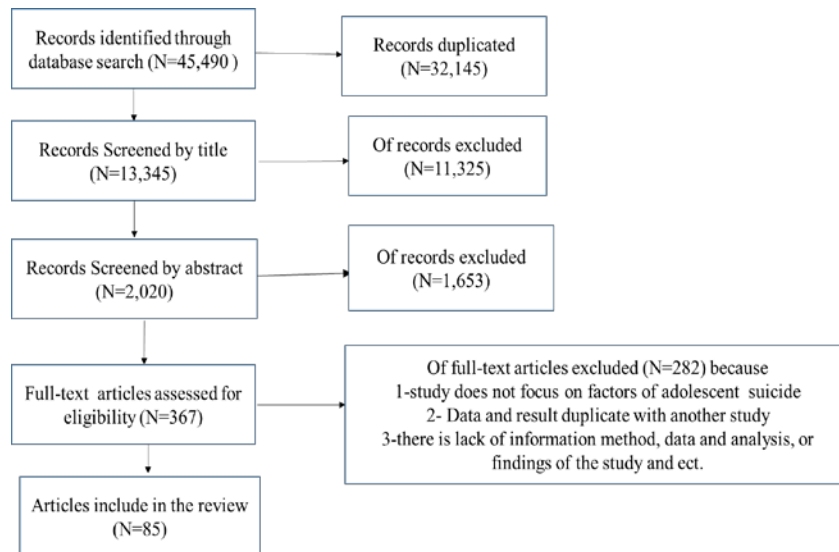 Records identified through
database search (N=45,490 )
Records duplicated
(N=32,145)
Records Screened by title
(N=13,345)
Of records excluded
(N=11,325)
Records Screened by abstract
(N=2,020)
Of records excluded
(N=1,653)
Full-text articles assessed for
eligibility (N=367)
Of full-text articles excluded (N=282) because
1-study does not focus on factors of adolescent suicide
2- Data and result duplicate with another study
3-there is lack of information method, data and analysis, or
findings of the study and ect.
Articles include in the review
(N=85)